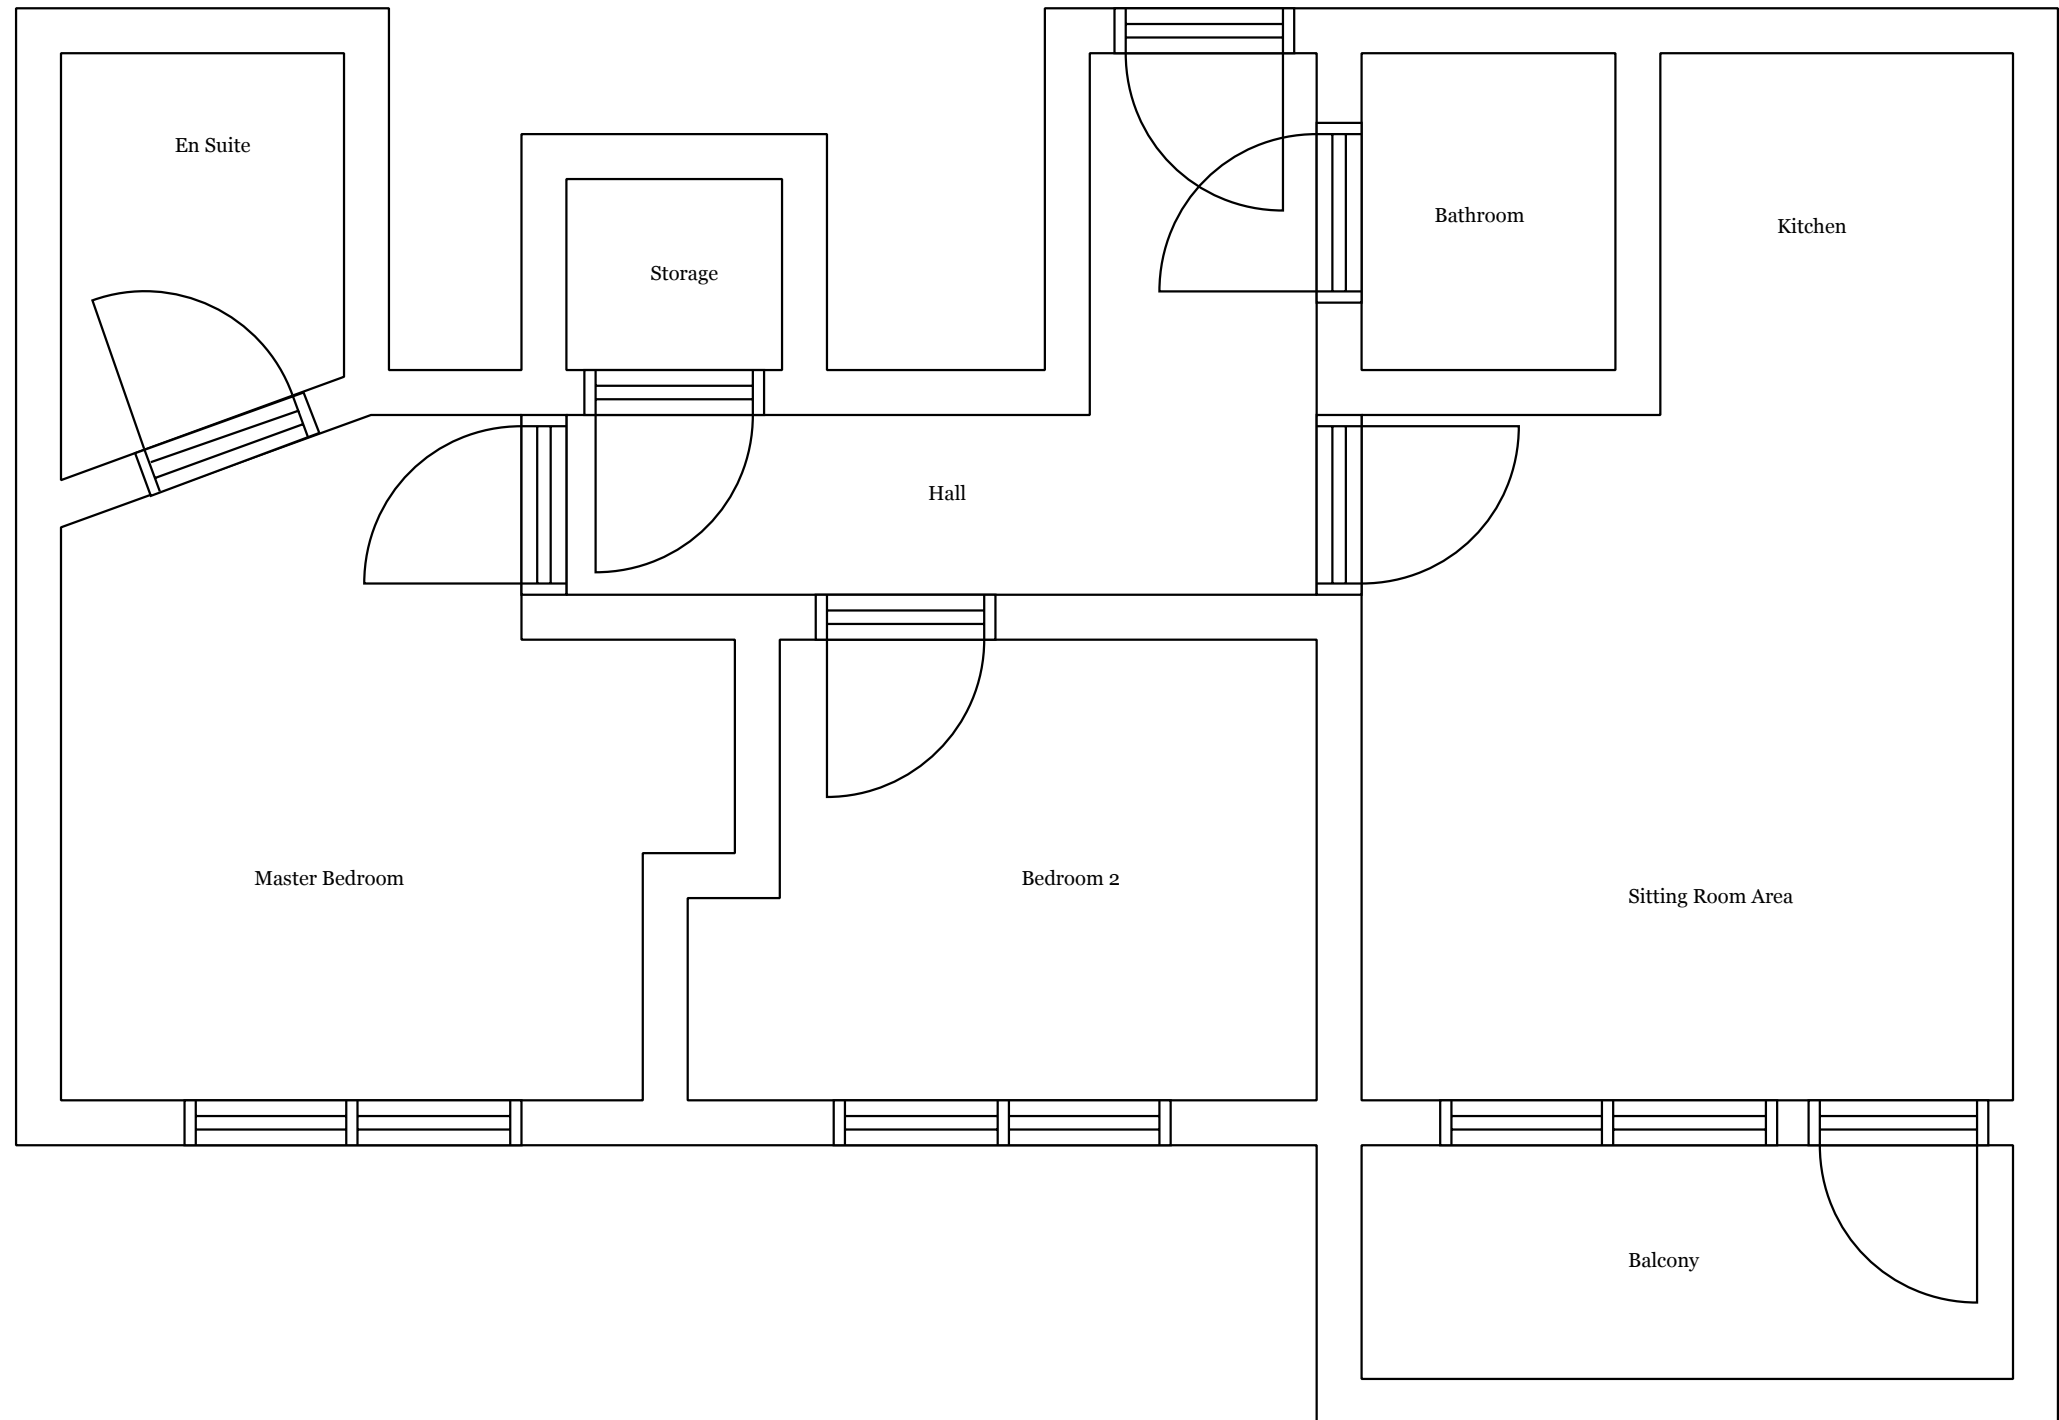 En Suite
Storage
Bathroom
Kitchen
Hall
Master Bedroom
Bedroom 2
Sitting Room Area
Balcony